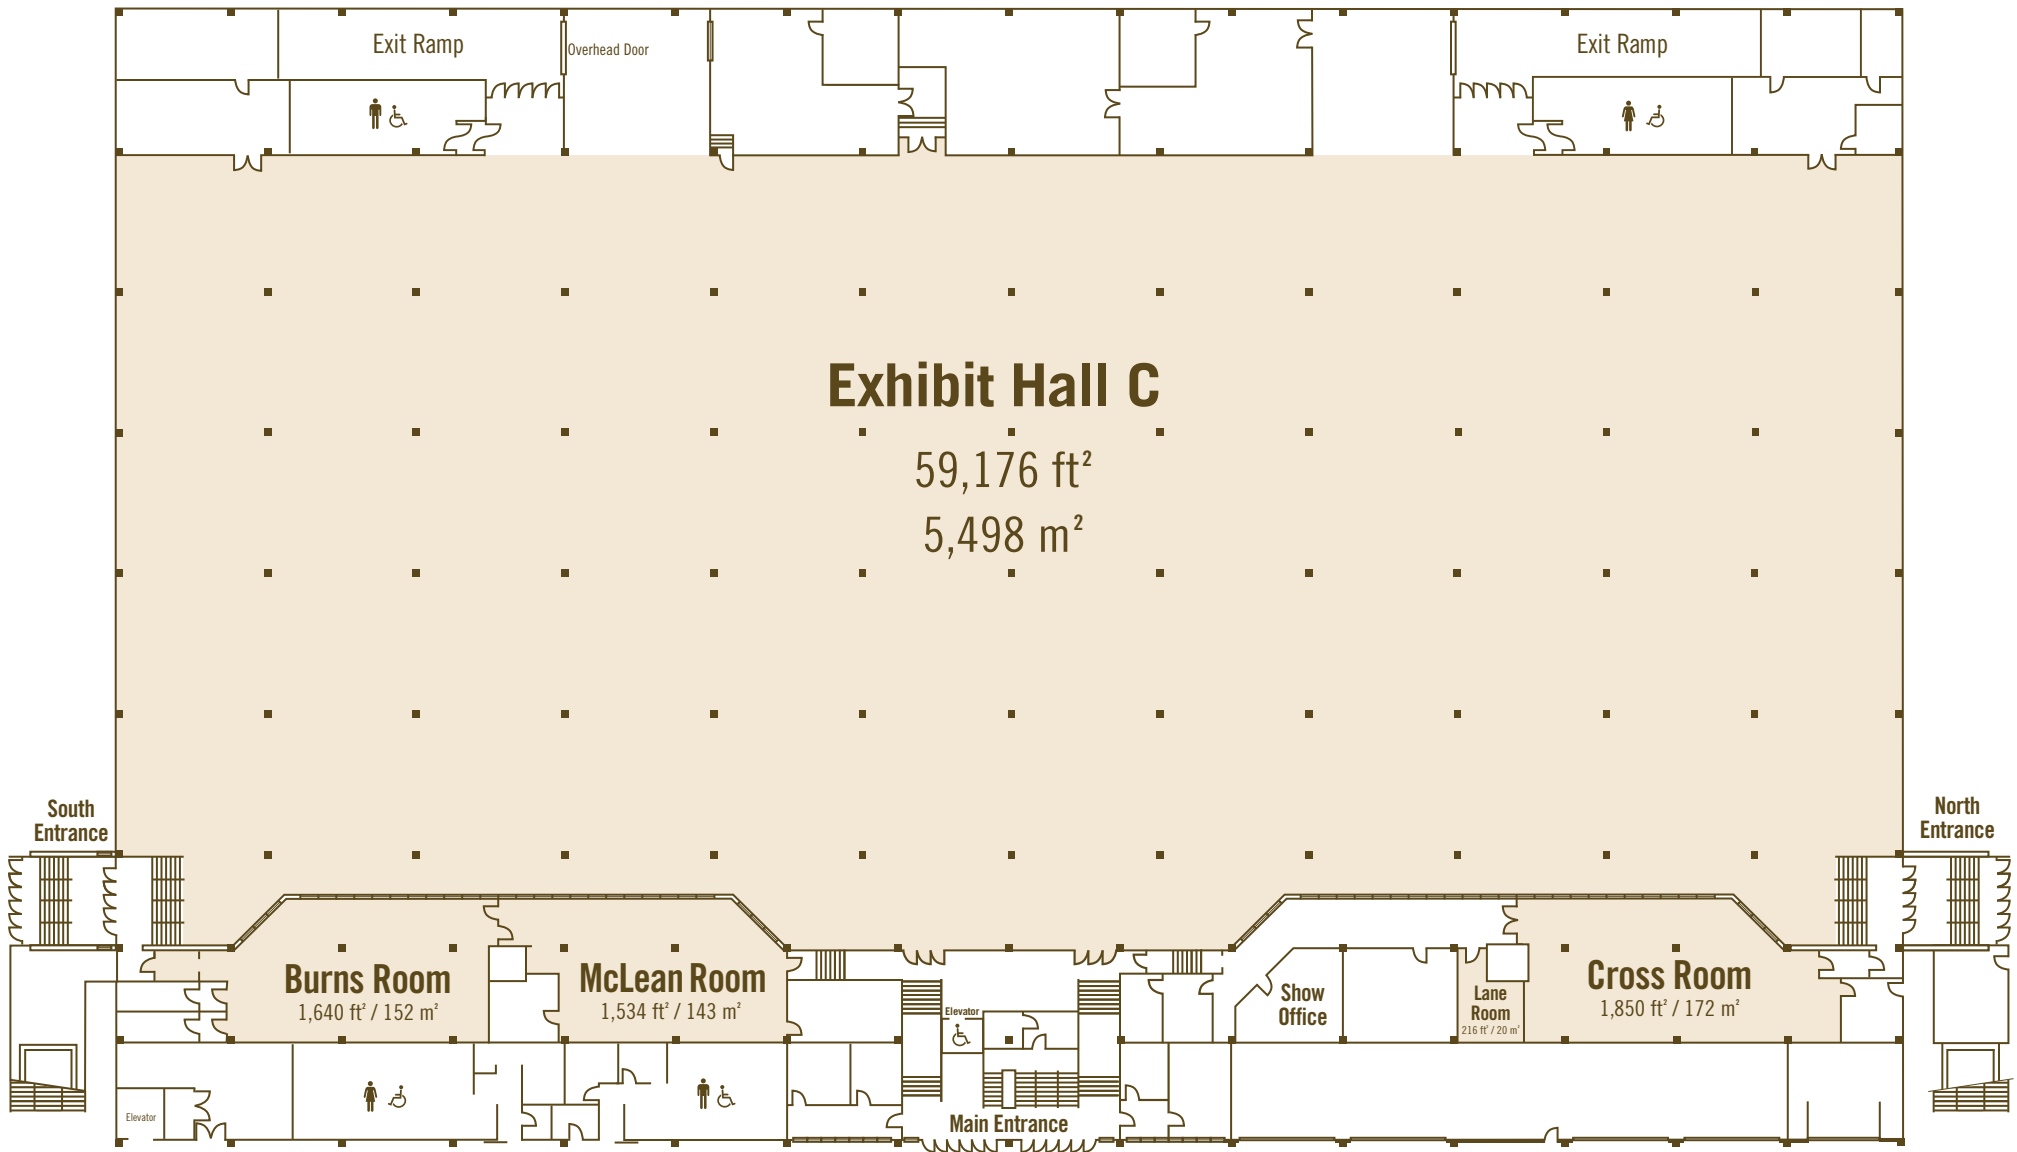 Exit Ramp
Overhead Door
Exit Ramp
Exhibit Hall C
59,176 ft²
5,498 m²
South
Entrance
North
Entrance
Burns Room
1,640 ft² / 152 m²
McLean Room
1,534 ft² / 143 m²
Elevator
Show
Office
Lane
Room
216 ft² / 20 m²
Cross Room
1,850 ft² / 172 m²
Elevator
Main Entrance